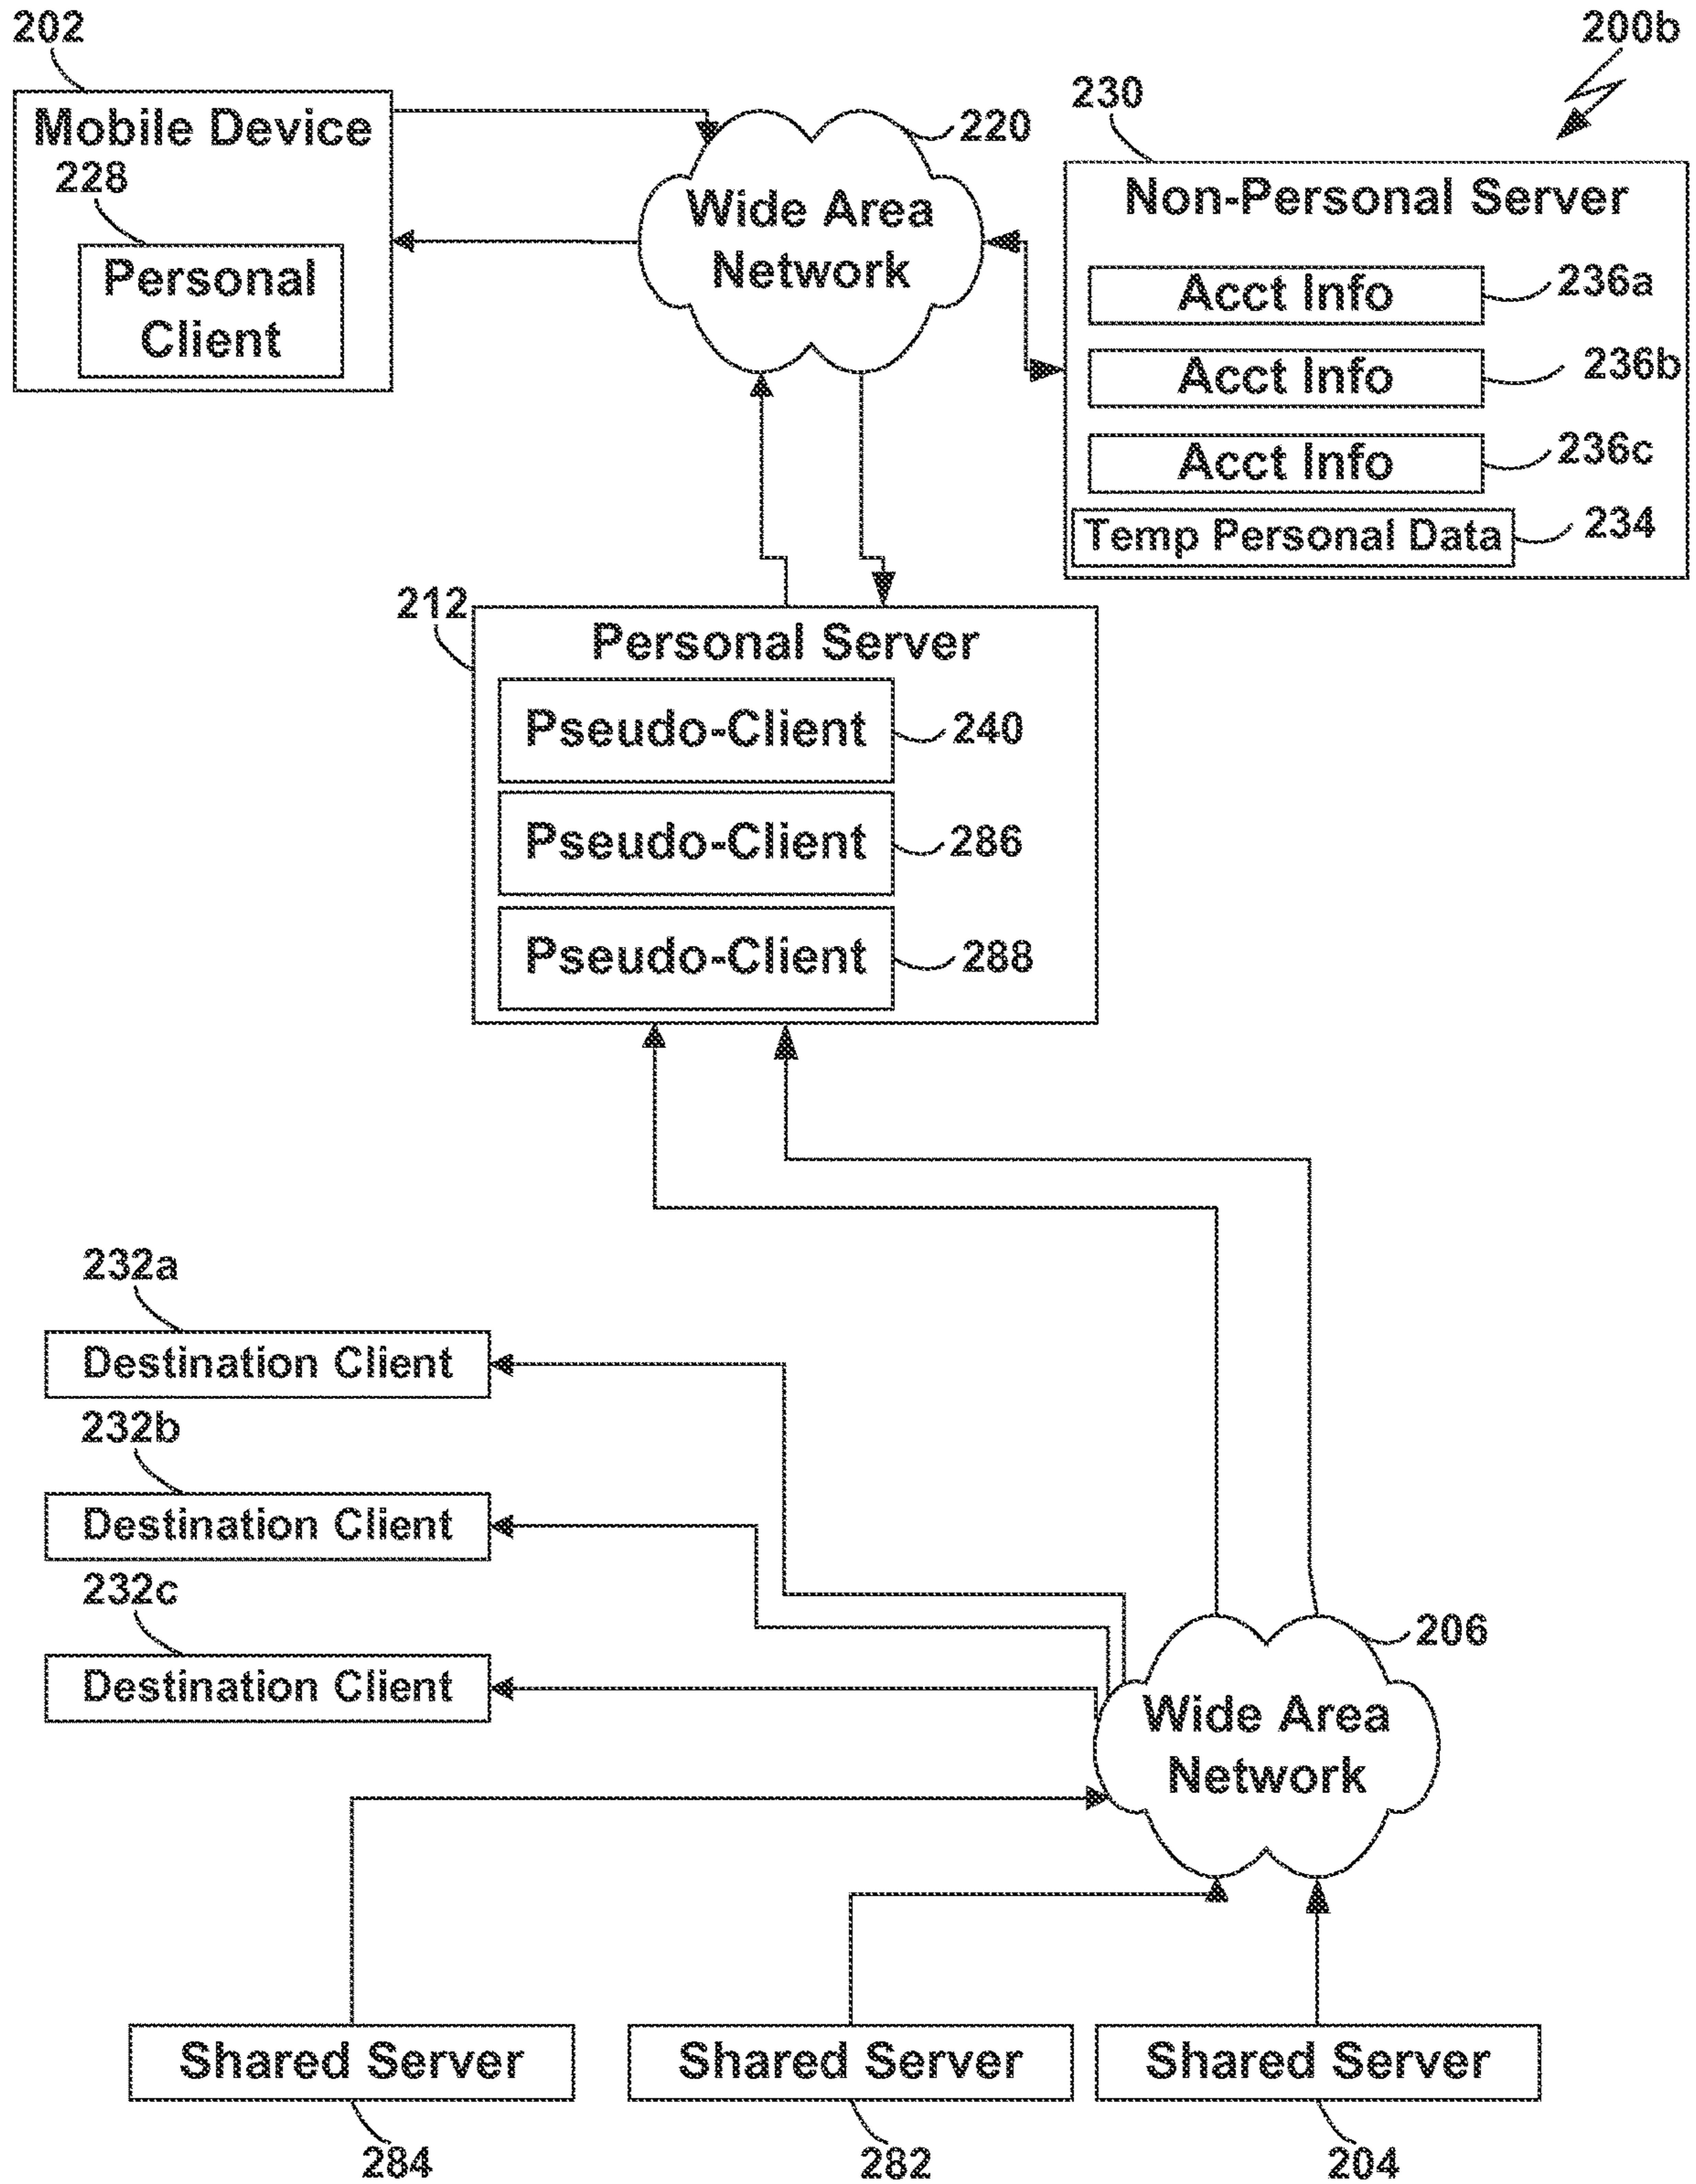 202
200b
Mobile Device
228
Personal
Client
220
Wide Area
Network
230
Non-Personal Server
Acct Info
236a
Acct Info
236b
Acct Info
236c
Temp Personal Data
234
212
Personal Server
Pseudo-Client
240
Pseudo-Client
286
Pseudo-Client
288
232a
Destination Client
232b
Destination Client
232c
Destination Client
206
Wide Area
Network
Shared Server
Shared Server
Shared Server
284
282
204